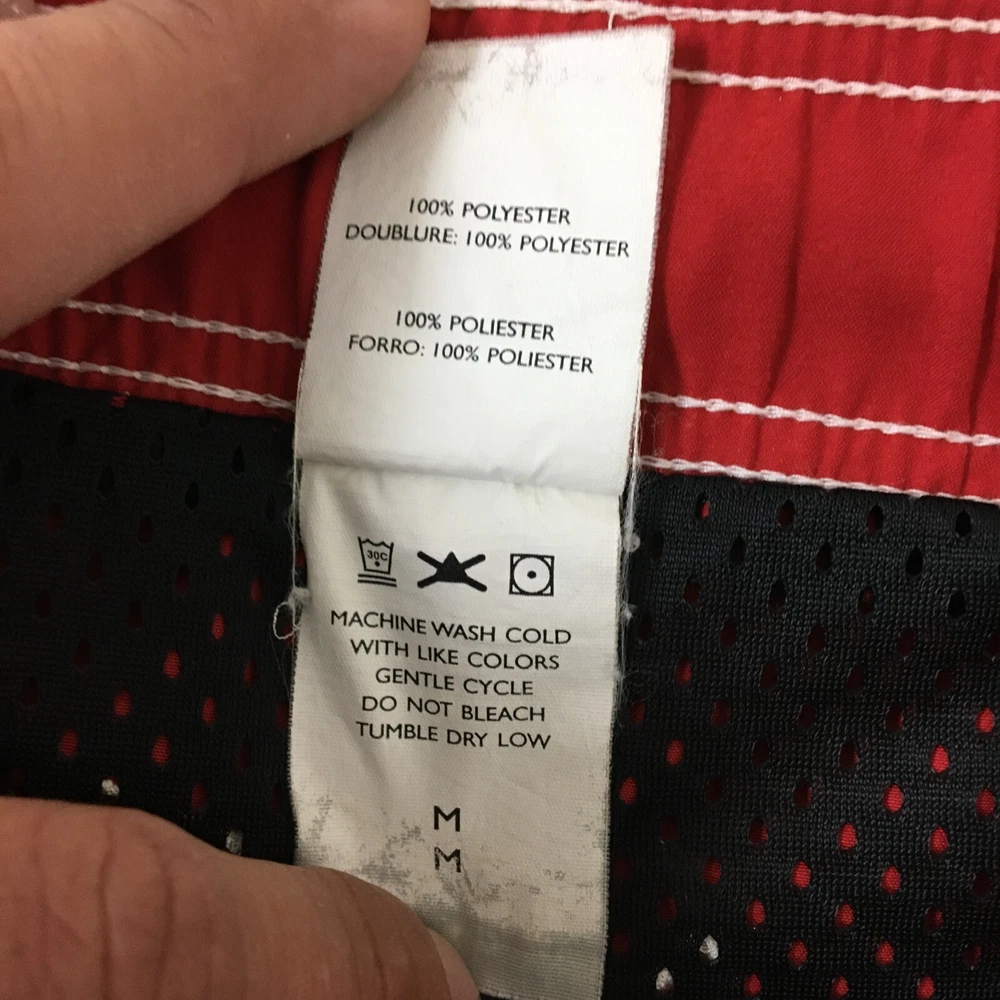 100% POLYESTER
DOUBLURE: 100% POLYESTER
100% POLIESTER
FORRO: 100% POLIESTER
30C
MACHINE WASH COLD
WITH LIKE COLORS
GENTLE CYCLE
DO NOT BLEACH
TUMBLE DRY LOW
M
M